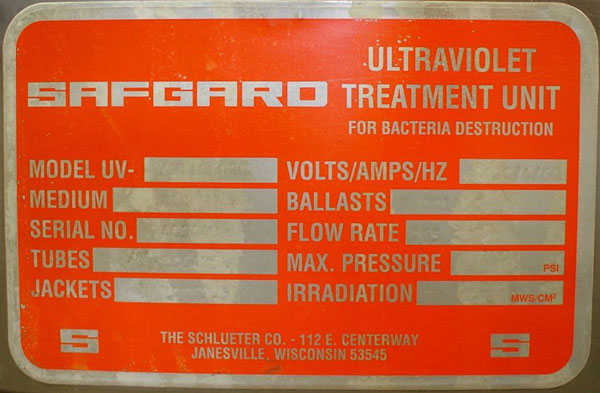 ULTRAVIOLET
SAFGARD TREATMENT UNIT
FOR BACTERIA DESTRUCTION
MODEL UV- VOLTS/AMPS/HZ
MEDIUM BALLASTS
SERIAL NO. FLOW RATE
TUBES MAX. PRESSURE PSI
JACKETS IRRADIATION MWS/CM²
S THE SCHLUETER CO. - 112 E. CENTERWAY S
JANESVILLE, WISCONSIN 53545